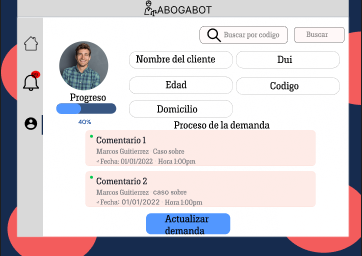 ABOGABOT
Buscar por codigo
Buscar
Nombre del cliente
Dui
Edad
Codigo
Progreso
Domicilio
40%
Proceso de la demanda
Comentario 1
Marcos Guitierrez Caso sobre
Fecha: 01/01/2022 Hora 1:00pm
Comentario 2
Marcos Guitierrez caso sobre
Fecha: 01/01/2022 Hora 1:00pm
Actualizar
demanda